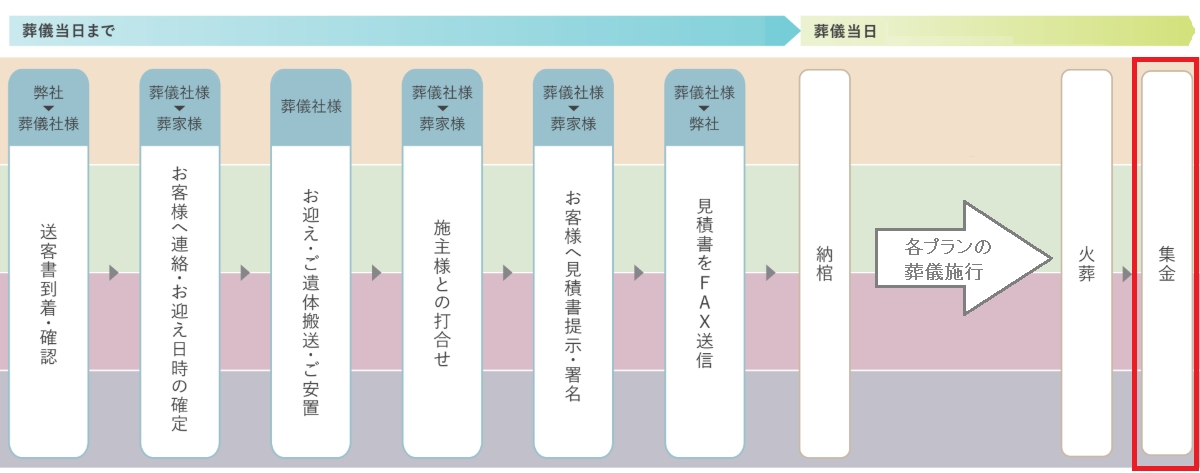 葬儀当日まで
葬儀当日
弊社
葬儀社様
送客書到着・確認
葬儀社様
葬家様
お客様へ連絡・お迎え日時の確定
葬儀社様
お迎え・ご遺体搬送・ご安置
葬儀社様
葬家様
施主様との打合せ
葬儀社様
葬家様
お客様へ見積書提示・署名
葬儀社様
弊社
見積書をFAX送信
納棺
各プランの
葬儀施行
火葬
集金